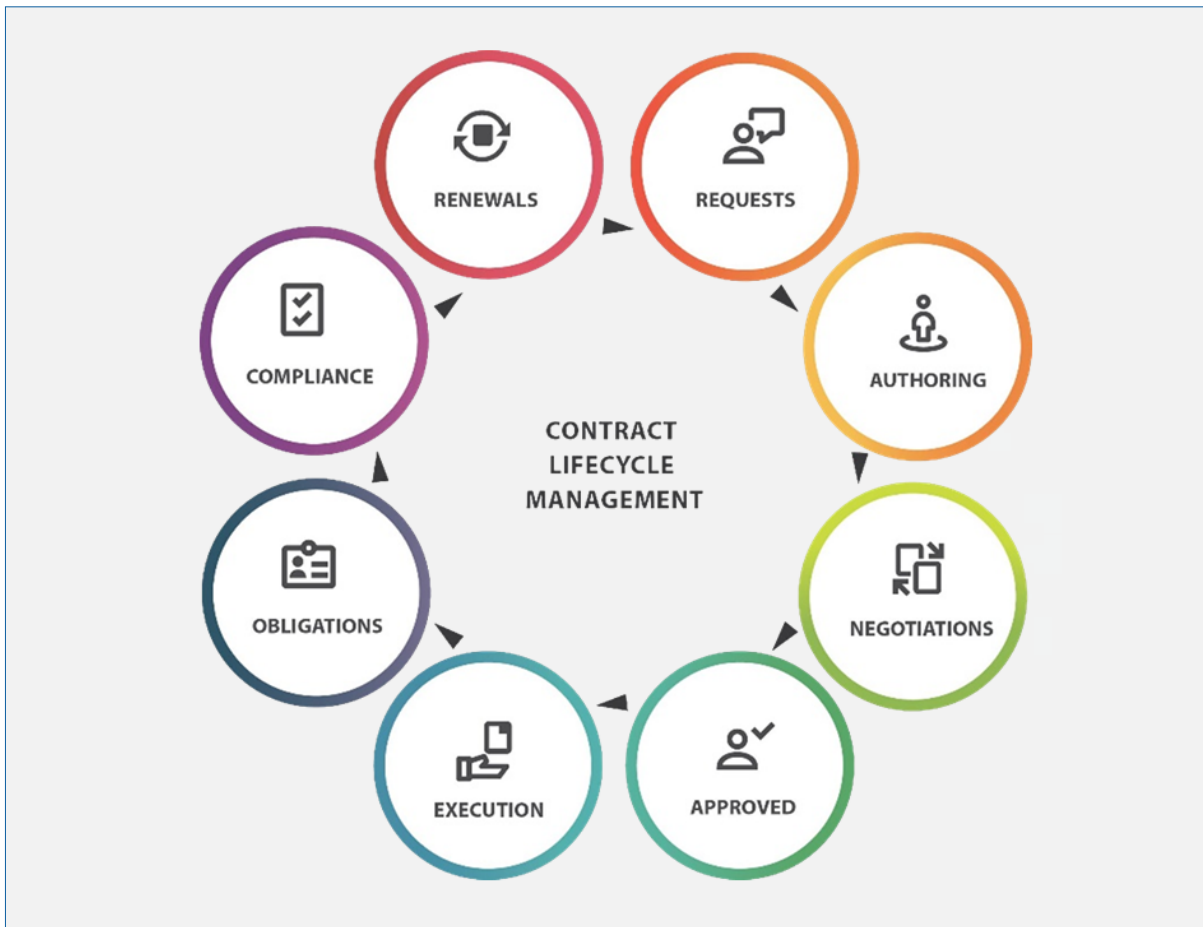 CONTRACT
LIFECYCLE
MANAGEMENT
REQUESTS
AUTHORING
NEGOTIATIONS
APPROVED
EXECUTION
OBLIGATIONS
COMPLIANCE
RENEWALS